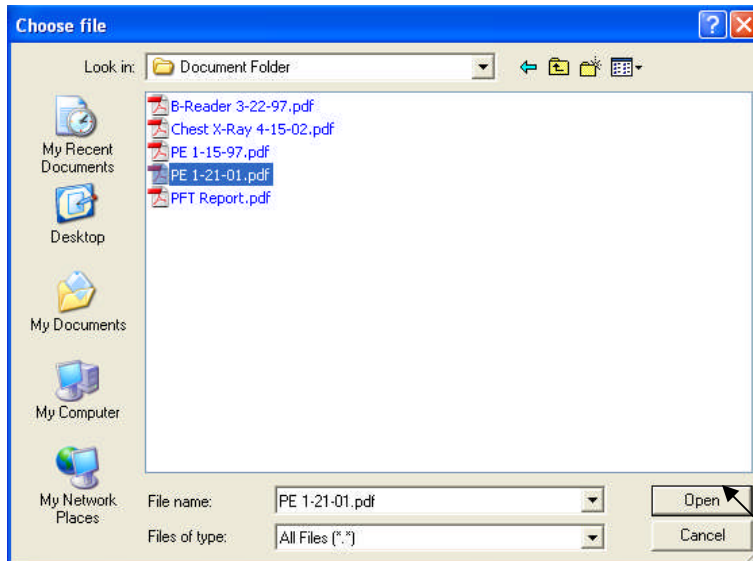 Choose file
Look in:
Document Folder
My Recent
Documents
Desktop
My Documents
My Computer
My Network
Places
B-Reader 3-22-97.pdf
Chest X-Ray 4-15-02.pdf
PE 1-15-97.pdf
PE 1-21-01.pdf
PFT Report.pdf
File name:
PE 1-21-01.pdf
Open
Files of type:
All Files (*.*)
Cancel